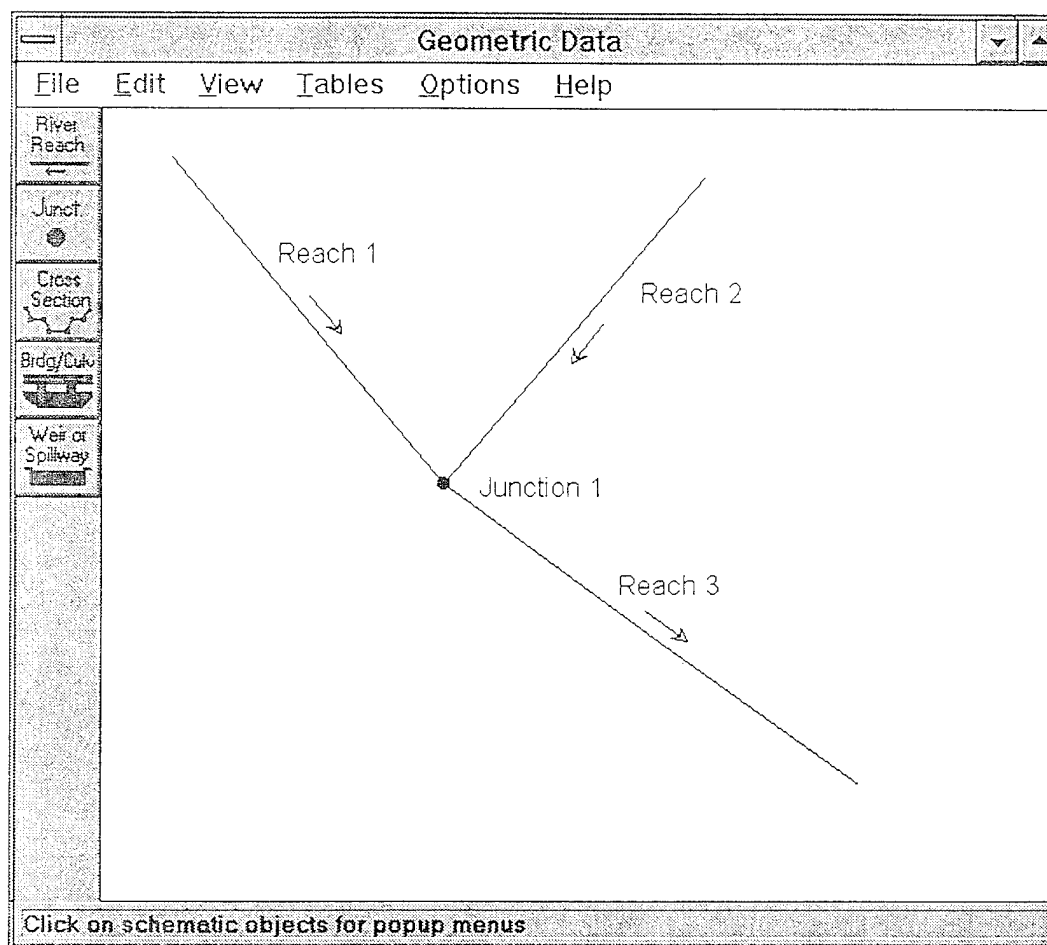 Geometric Data
File Edit View Tables Options Help
River
Reach
Junct.
Cross
Section
Brdg/Culv
Weir or
Spillway
Reach 1
Reach 2
Junction 1
Reach 3
Click on schematic objects for popup menus